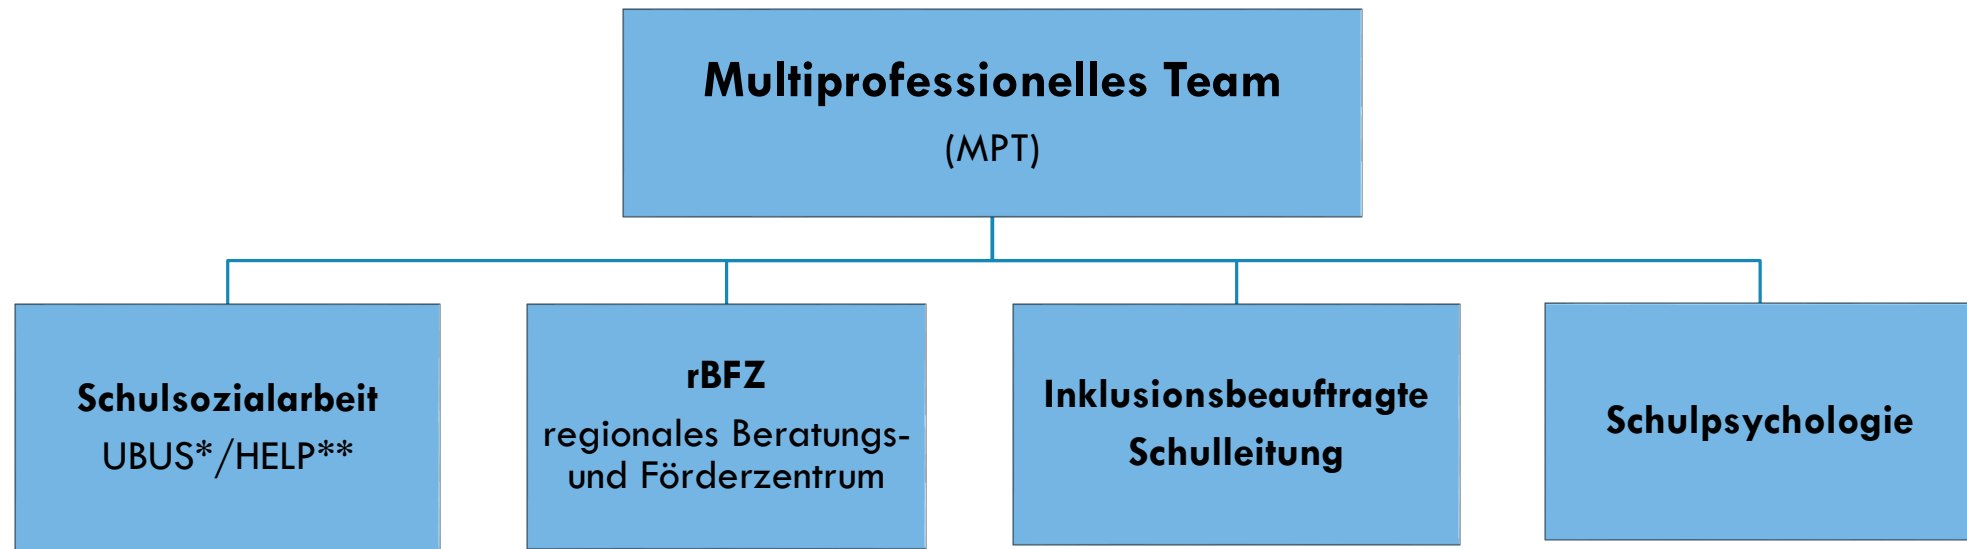 Multiprofessionelles Team
(MPT)
Schulsozialarbeit
UBUS*/HELP**
rBFZ
regionales Beratungs-
und Förderzentrum
Inklusionsbeauftragte
Schulleitung
Schulpsychologie